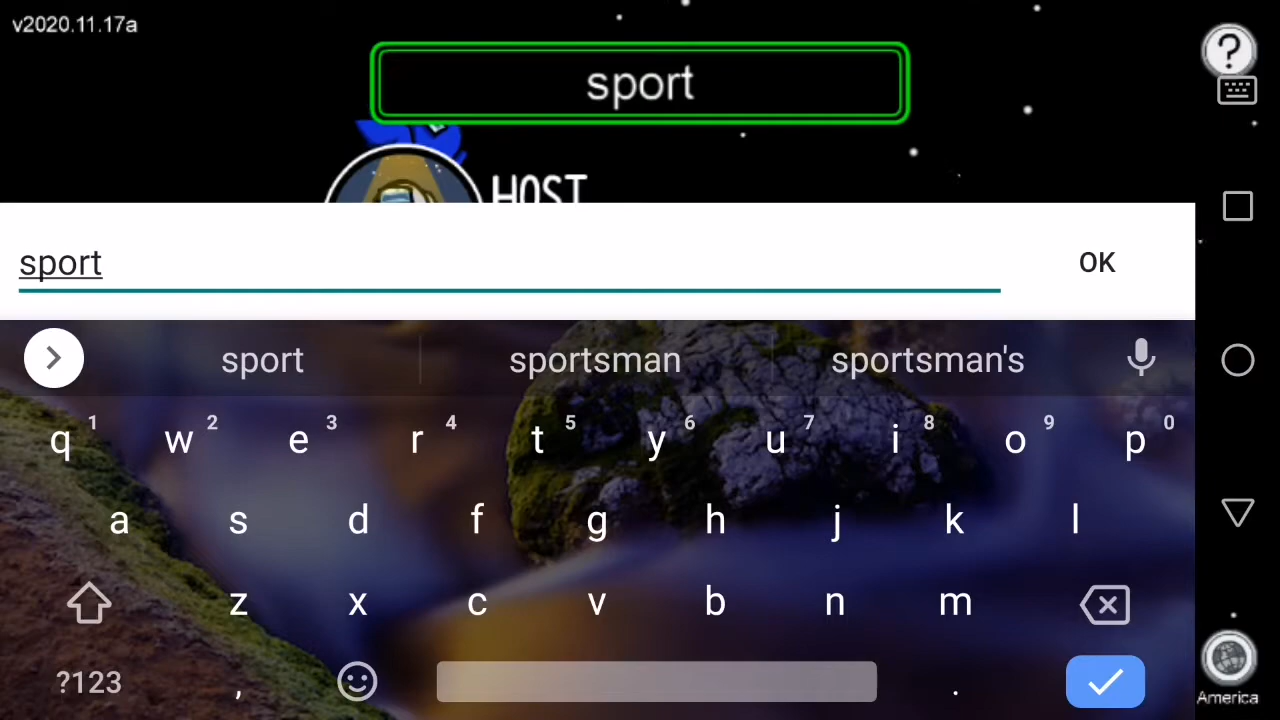 v2020.11.17a
sport
?
HOST
sport
OK
sport sportsman sportsman's
1 2 3 4 5 6 7 8 9 0
q w e r t y u i o p
a s d f g h j k l
z x c v b n m
?123 , .
America